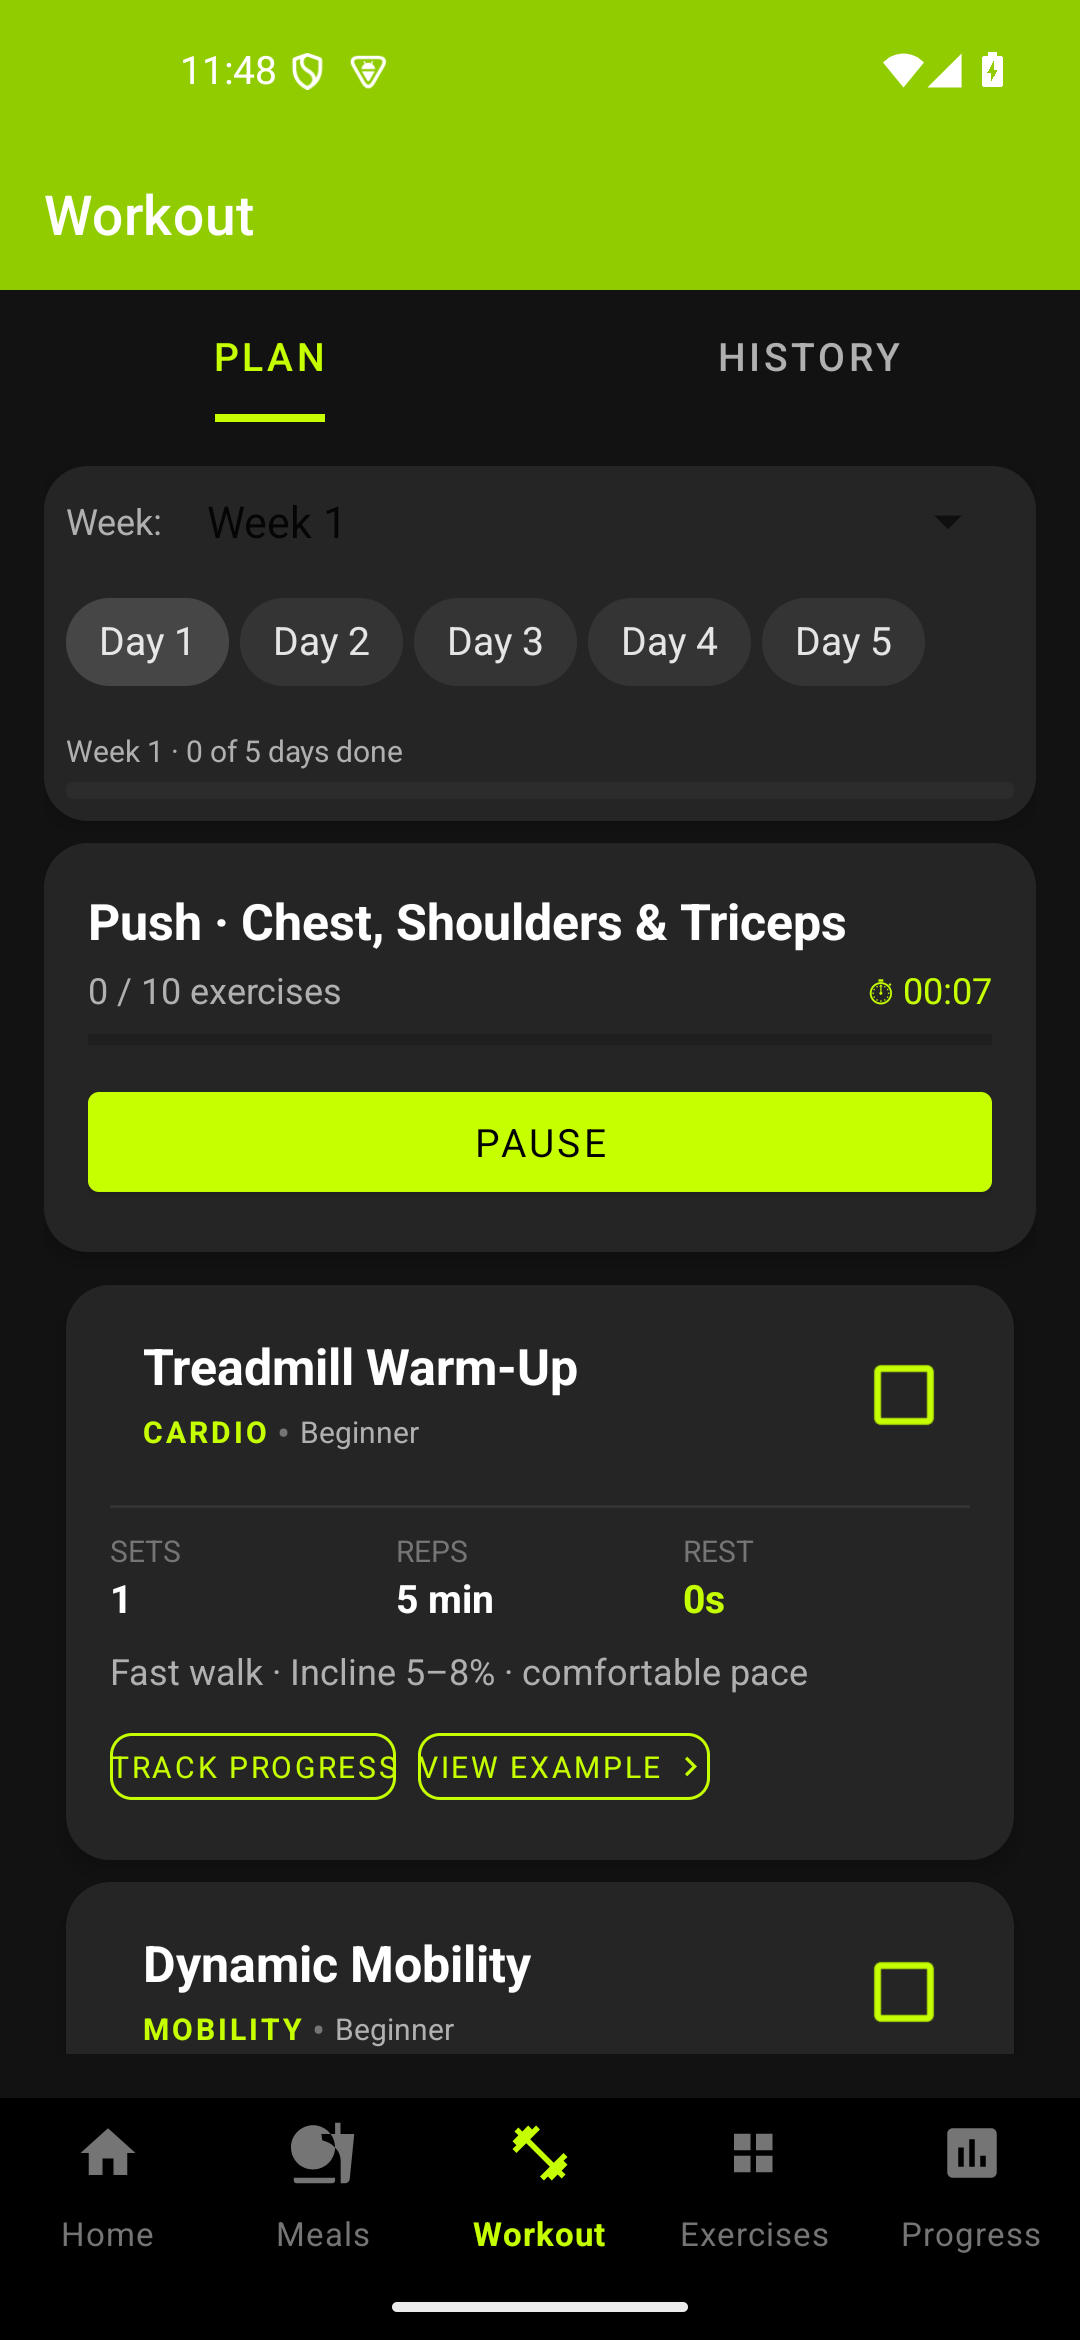 11:48
Workout
PLAN HISTORY
Week: Week 1
Day 1 Day 2 Day 3 Day 4 Day 5
Week 1 · 0 of 5 days done
Push · Chest, Shoulders & Triceps
0 / 10 exercises 00:07
PAUSE
Treadmill Warm-Up
CARDIO • Beginner
SETS REPS REST
1 5 min 0s
Fast walk · Incline 5–8% · comfortable pace
TRACK PROGRESS VIEW EXAMPLE
Dynamic Mobility
MOBILITY • Beginner
Home Meals Workout Exercises Progress